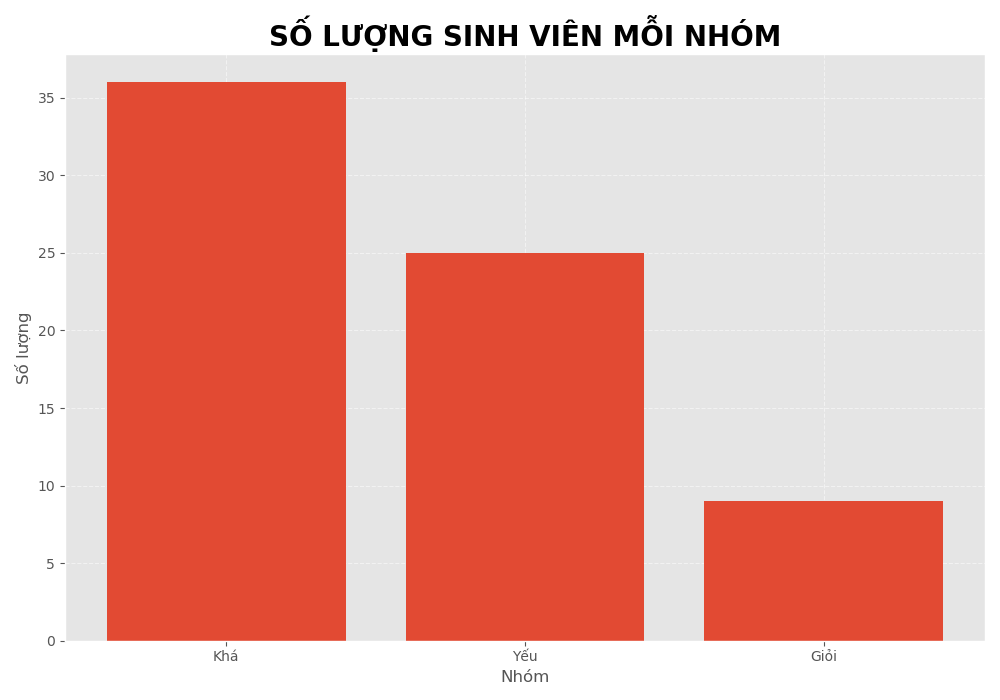 SỐ LƯỢNG SINH VIÊN MỖI NHÓM
Số lượng
35
30
25
20
15
10
5
0
Khá
Yếu
Giỏi
Nhóm